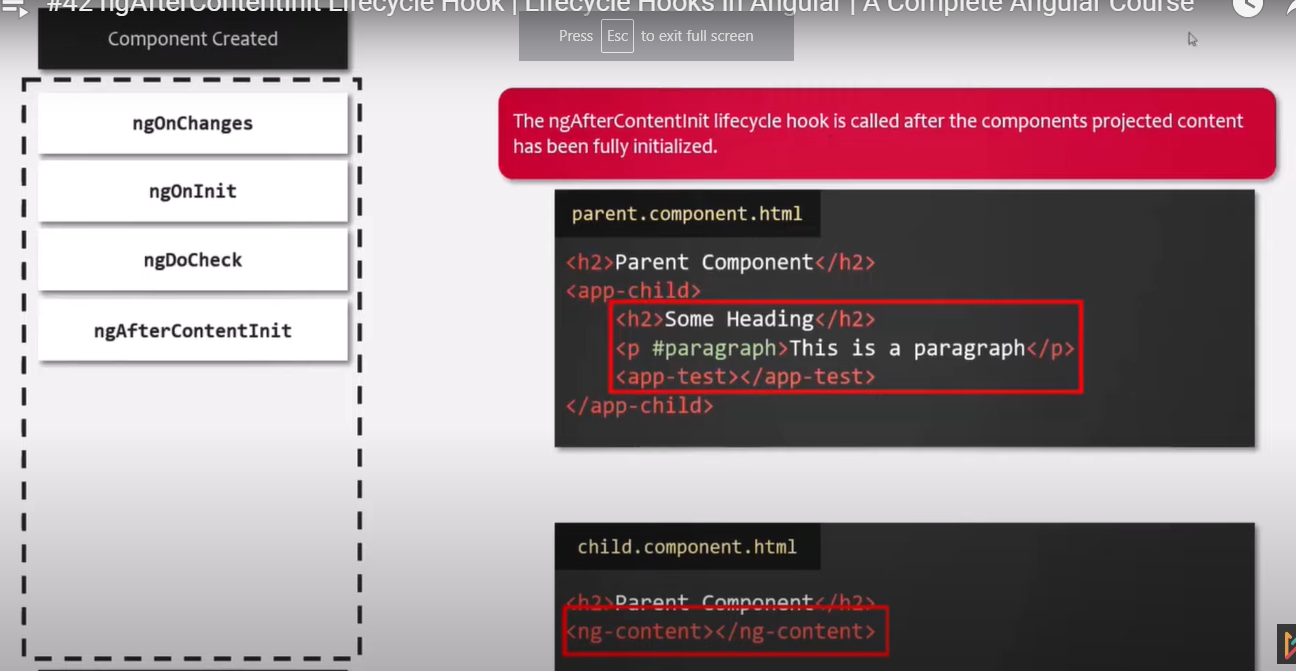 #42 ngAfterContentInit Lifecycle Hook | Lifecycle Hooks in Angular | A Complete Angular Course
Press Esc to exit full screen
Component Created
ngOnChanges
ngOnInit
ngDoCheck
ngAfterContentInit
The ngAfterContentInit lifecycle hook is called after the components projected content
has been fully initialized.
parent.component.html
<h2>Parent Component</h2>
<app-child>
<h2>Some Heading</h2>
<p #paragraph>This is a paragraph</p>
<app-test></app-test>
</app-child>
child.component.html
<h2>Parent Component</h2>
<ng-content></ng-content>